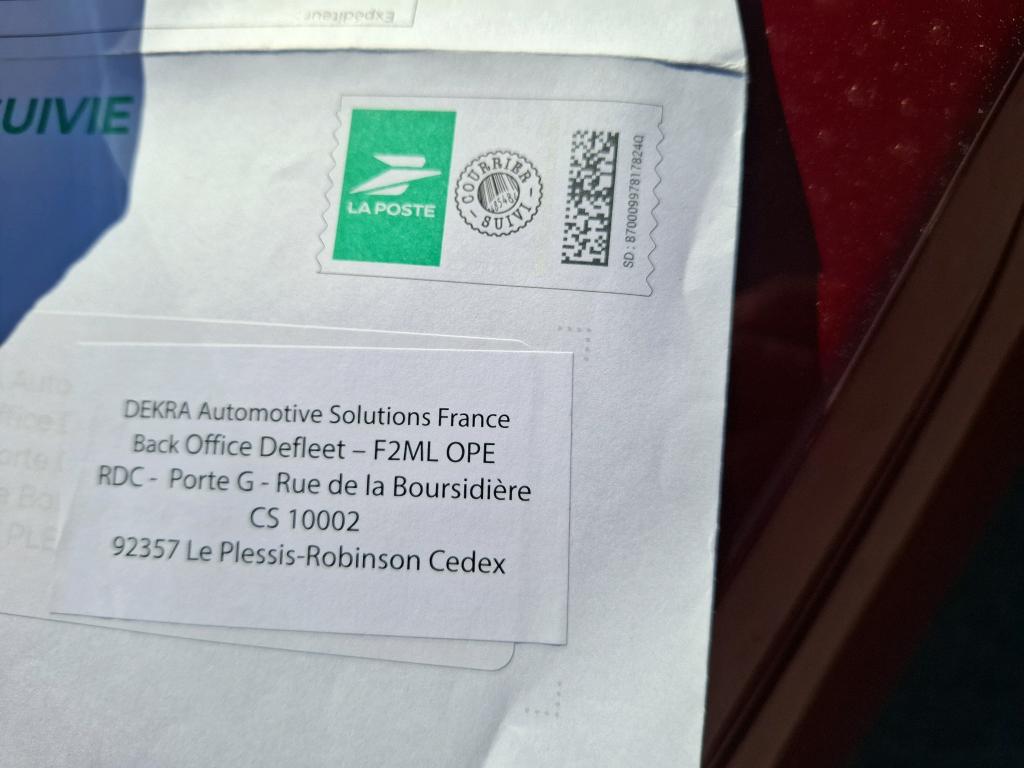 Expéditeur
SUIVIE
LA POSTE
COURRIER
SUIVI
SD : 87000997817824Q
DEKRA Automotive Solutions France
Back Office Defleet – F2ML OPE
RDC - Porte G - Rue de la Boursidière
CS 10002
92357 Le Plessis-Robinson Cedex